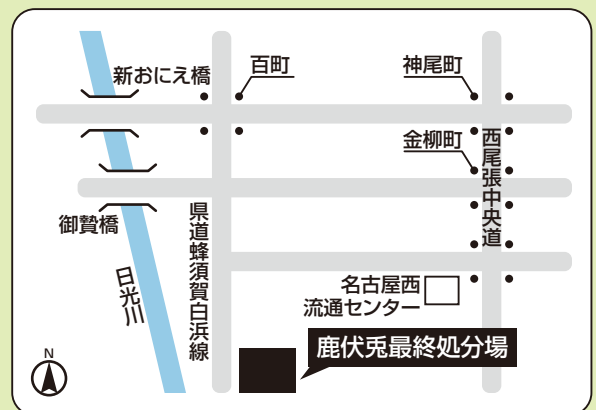 新おにえ橋
百町
神尾町
金柳町
西尾張中央道
御贄橋
県道蜂須賀白浜線
日光川
名古屋西
流通センター
鹿伏兎最終処分場
N